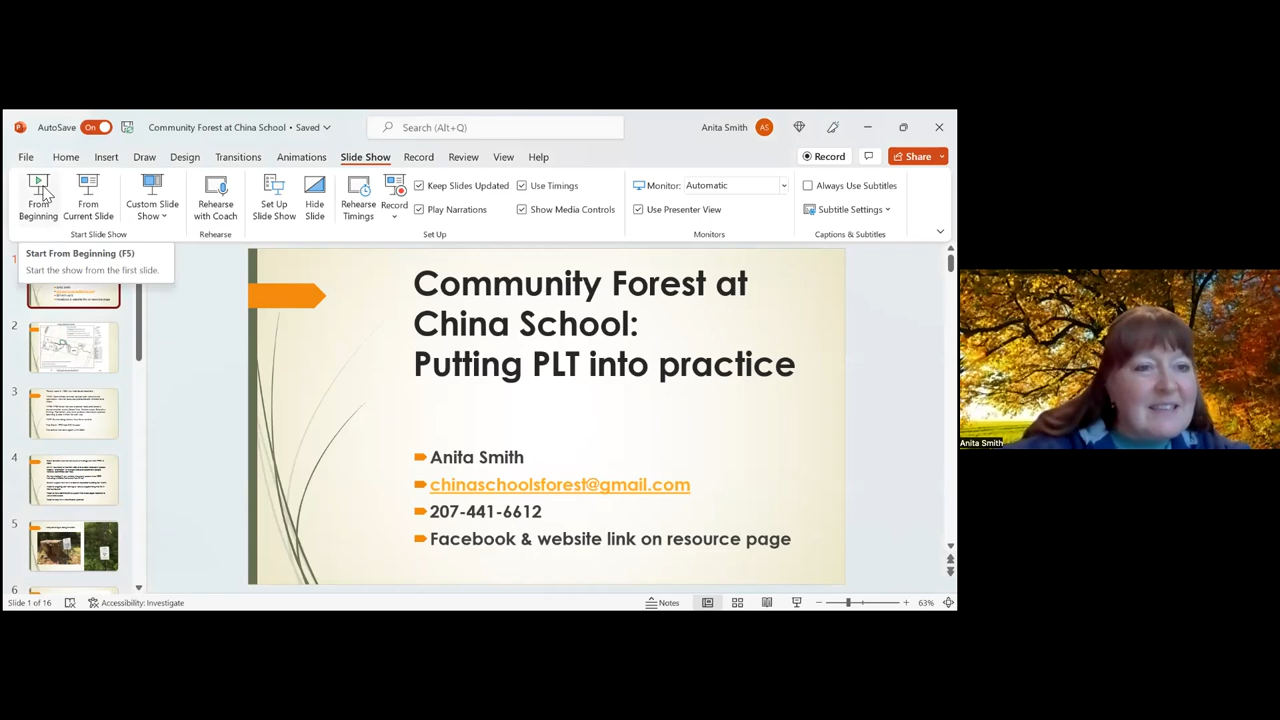 AutoSave On Community Forest at China School • Saved Search (Alt+Q) Anita Smith AS
File Home Insert Draw Design Transitions Animations Slide Show Record Review View Help Record Share
From Beginning
From Current Slide
Custom Slide Show
Rehearse with Coach
Set Up Slide Show
Hide Slide
Rehearse Timings
Record
Keep Slides Updated
Play Narrations
Use Timings
Show Media Controls
Monitor: Automatic
Use Presenter View
Always Use Subtitles
Subtitle Settings
Start Slide Show Rehearse Set Up Monitors Captions & Subtitles
Start From Beginning (F5)
Start the show from the first slide.
1
2
3
4
5
6
Community Forest at
China School:
Putting PLT into practice
Anita Smith
chinaschoolsforest@gmail.com
207-441-6612
Facebook & website link on resource page
Anita Smith
Slide 1 of 16 Accessibility: Investigate Notes 63%